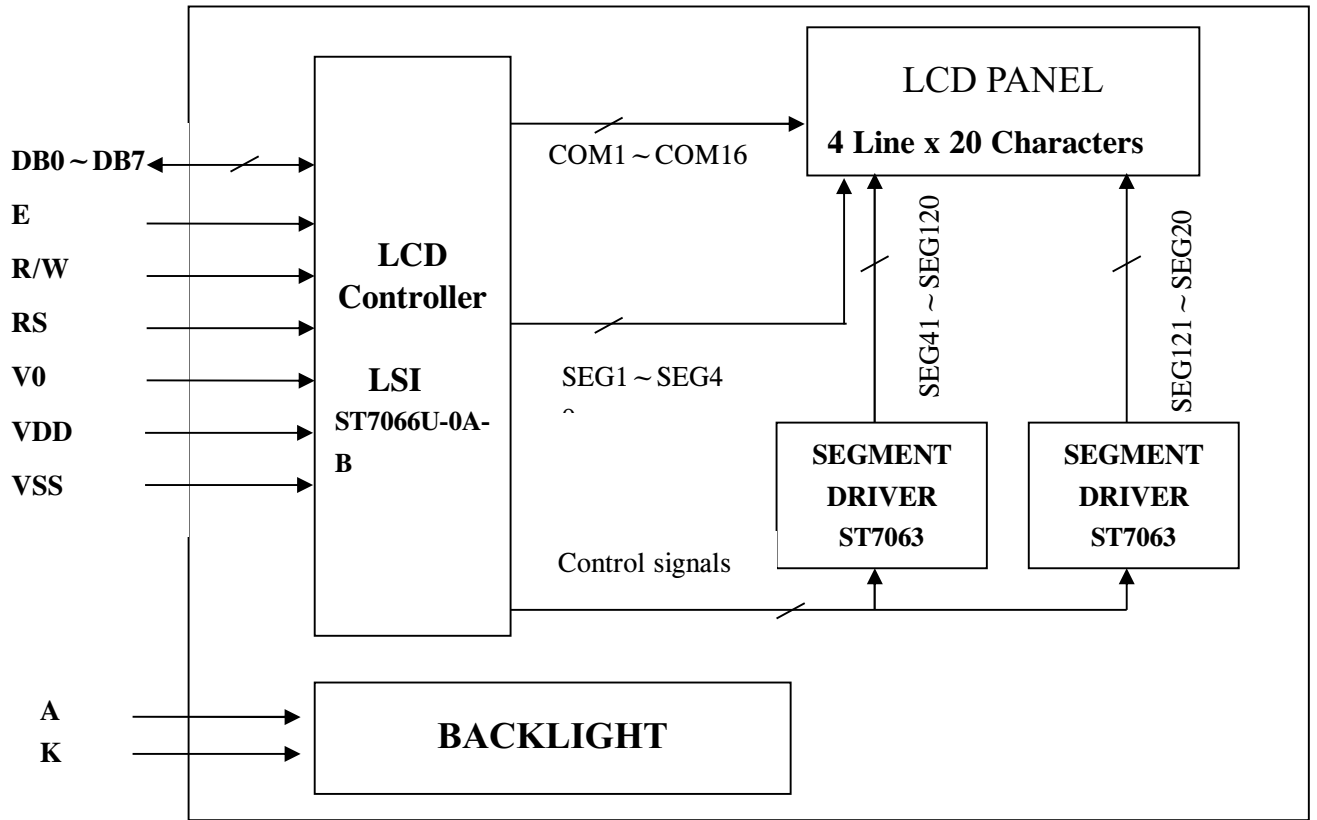 LCD PANEL
4 Line x 20 Characters
DB0~DB7
E
R/W
RS
V0
VDD
VSS
LCD
Controller
LSI
ST7066U-0A-
B
COM1~COM16
SEG1~SEG4
SEG41~SEG120
SEG121~SEG20
SEGMENT
DRIVER
ST7063
SEGMENT
DRIVER
ST7063
Control signals
A
K
BACKLIGHT